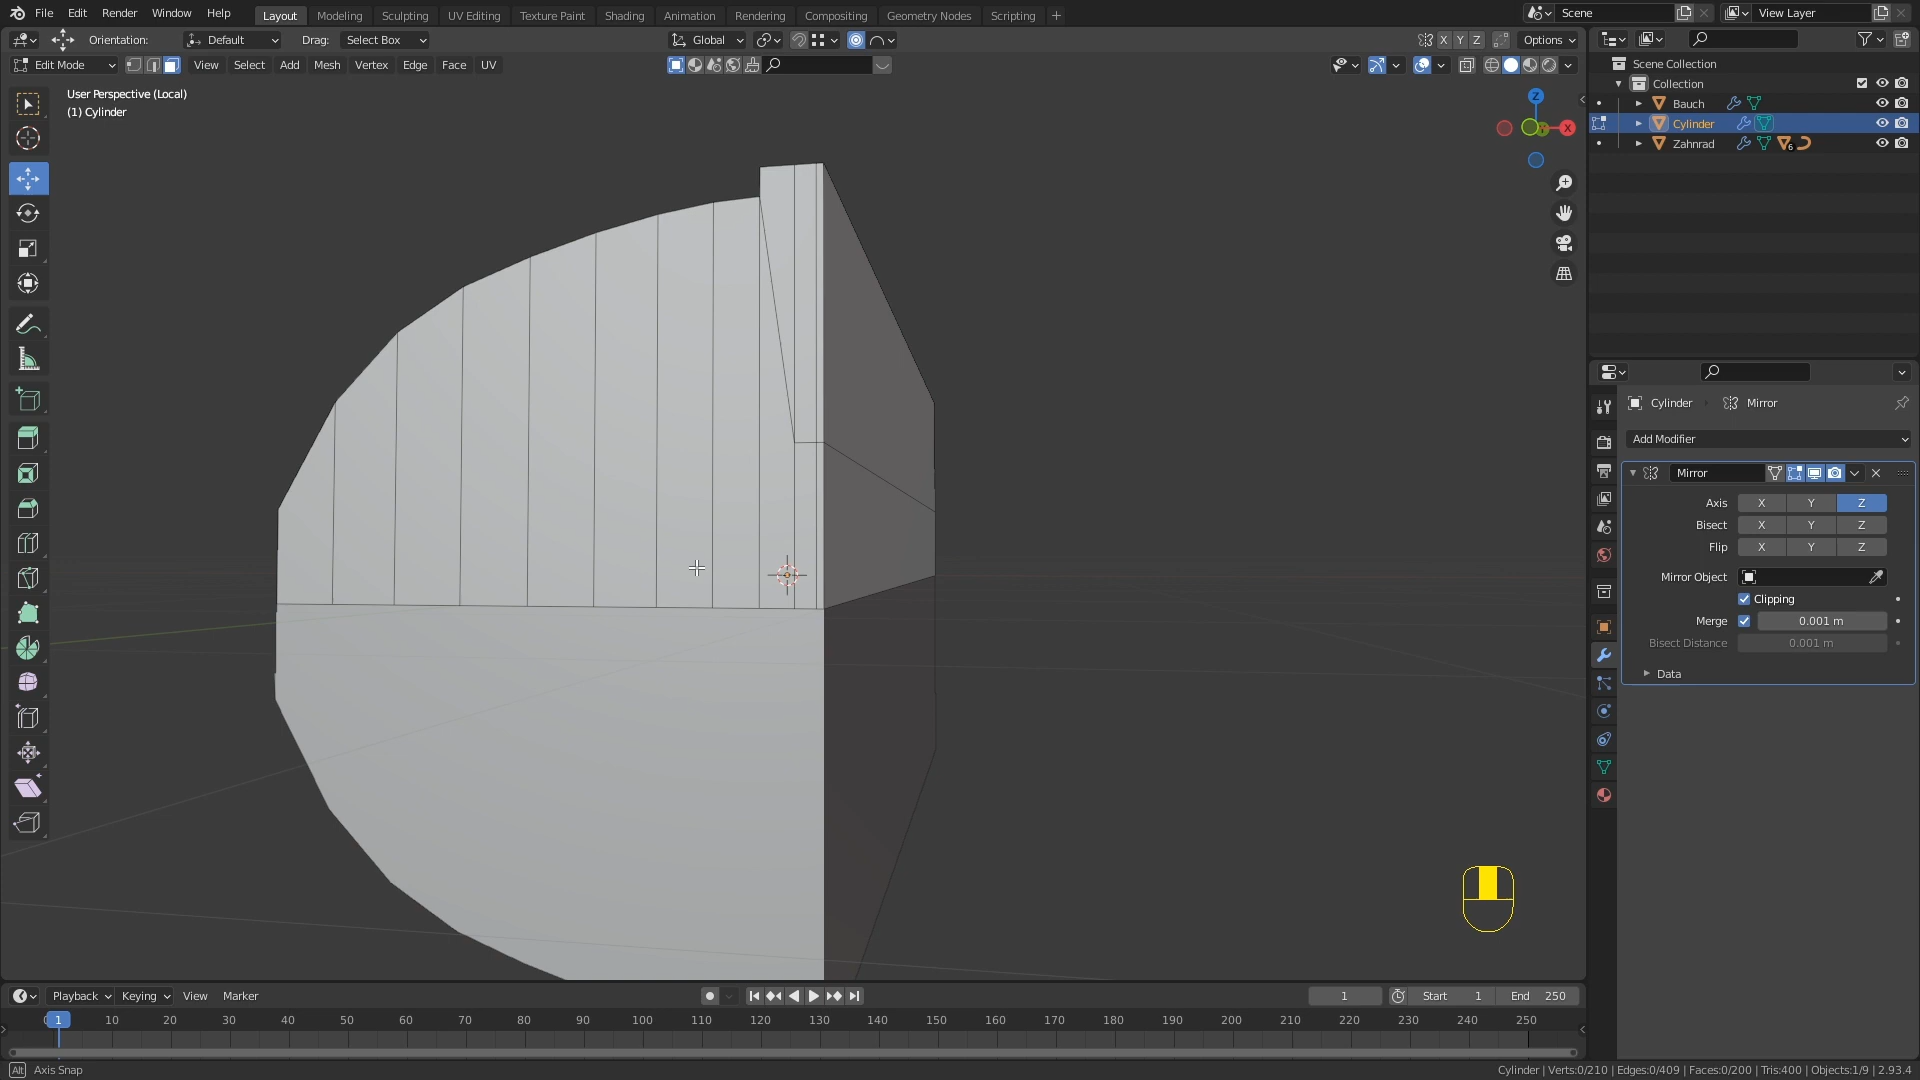 File Edit Render Window Help Layout Modeling Sculpting UV Editing Texture Paint Shading Animation Rendering Compositing Geometry Nodes Scripting + Scene View Layer
Orientation: Default Drag: Select Box Global X Y Z Options
Edit Mode View Select Add Mesh Vertex Edge Face UV
User Perspective (Local)
(1) Cylinder
Z
X
Scene Collection
Collection
Bauch
Cylinder
Zahnrad 6
Cylinder Mirror
Add Modifier
Mirror
Axis X Y Z
Bisect X Y Z
Flip X Y Z
Mirror Object
Clipping
Merge 0.001 m
Bisect Distance 0.001 m
Data
Playback Keying View Marker 1 Start 1 End 250
1 10 20 30 40 50 60 70 80 90 100 110 120 130 140 150 160 170 180 190 200 210 220 230 240 250
Alt Axis Snap Cylinder | Verts:0/210 | Edges:0/409 | Faces:0/200 | Tris:400 | Objects:1/9 | 2.93.4